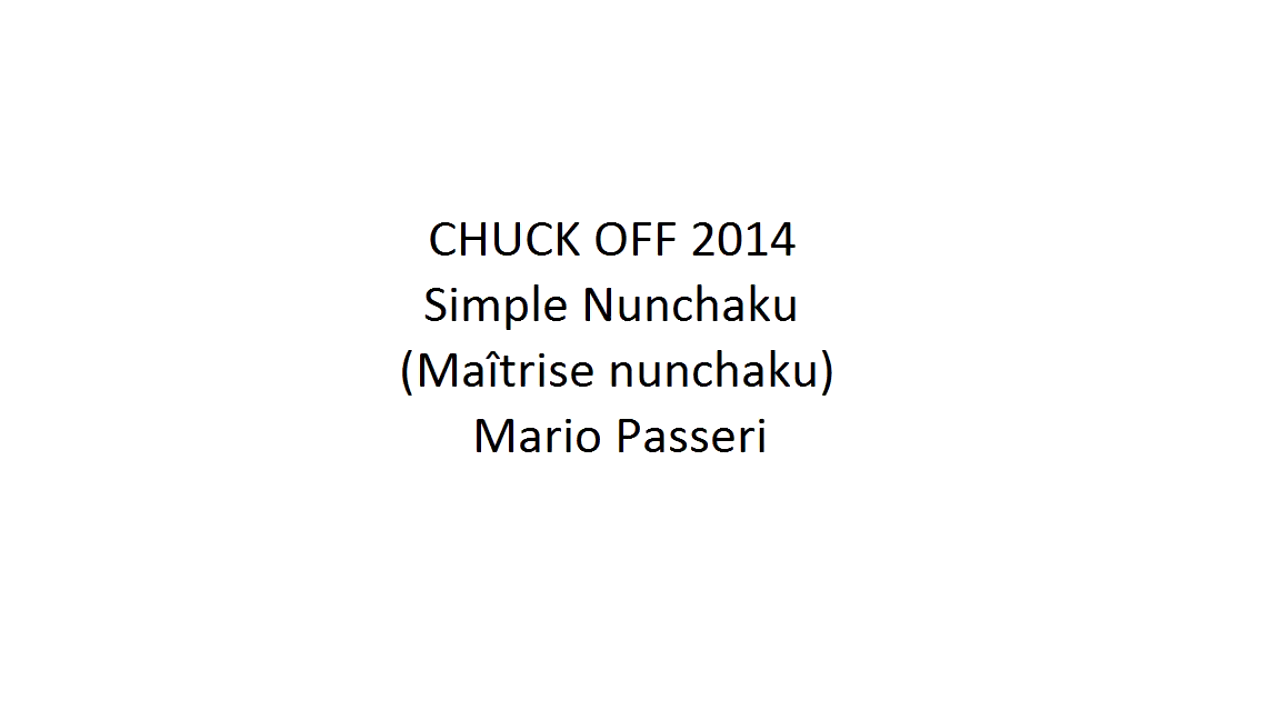 CHUCK OFF 2014
Simple Nunchaku
(Maîtrise nunchaku)
Mario Passeri